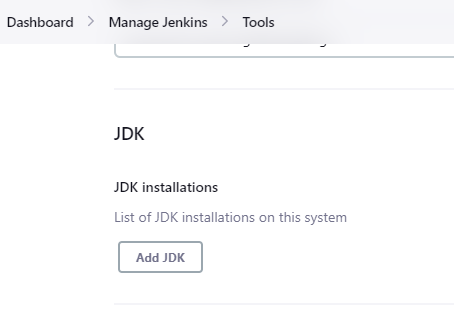 Dashboard > Manage Jenkins > Tools
JDK
JDK installations
List of JDK installations on this system
Add JDK